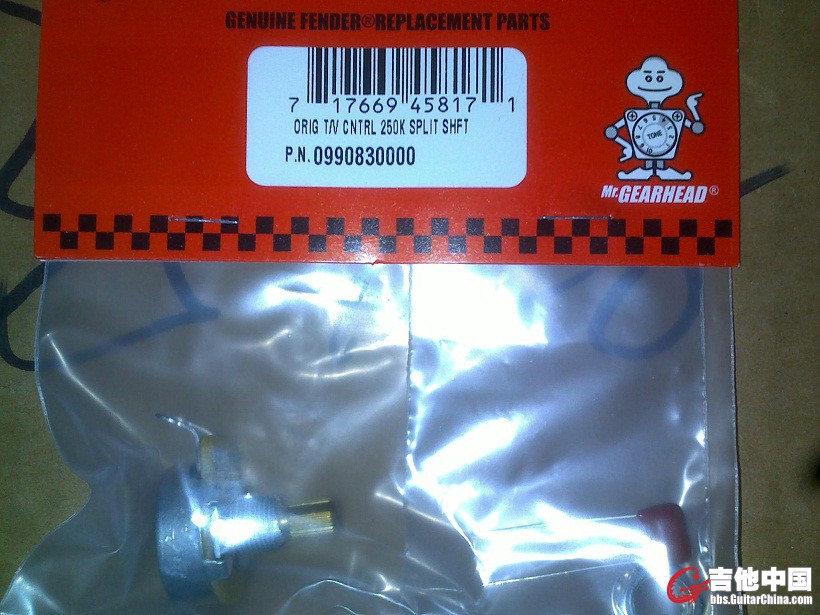 GENUINE FENDER®REPLACEMENT PARTS
7 17669 45817 1
ORIG T/V CNTRL 250K SPLIT SHFT
P.N. 0990830000
TONE
Mr. GEARHEAD®
吉他中国
bbs.GuitarChina.com